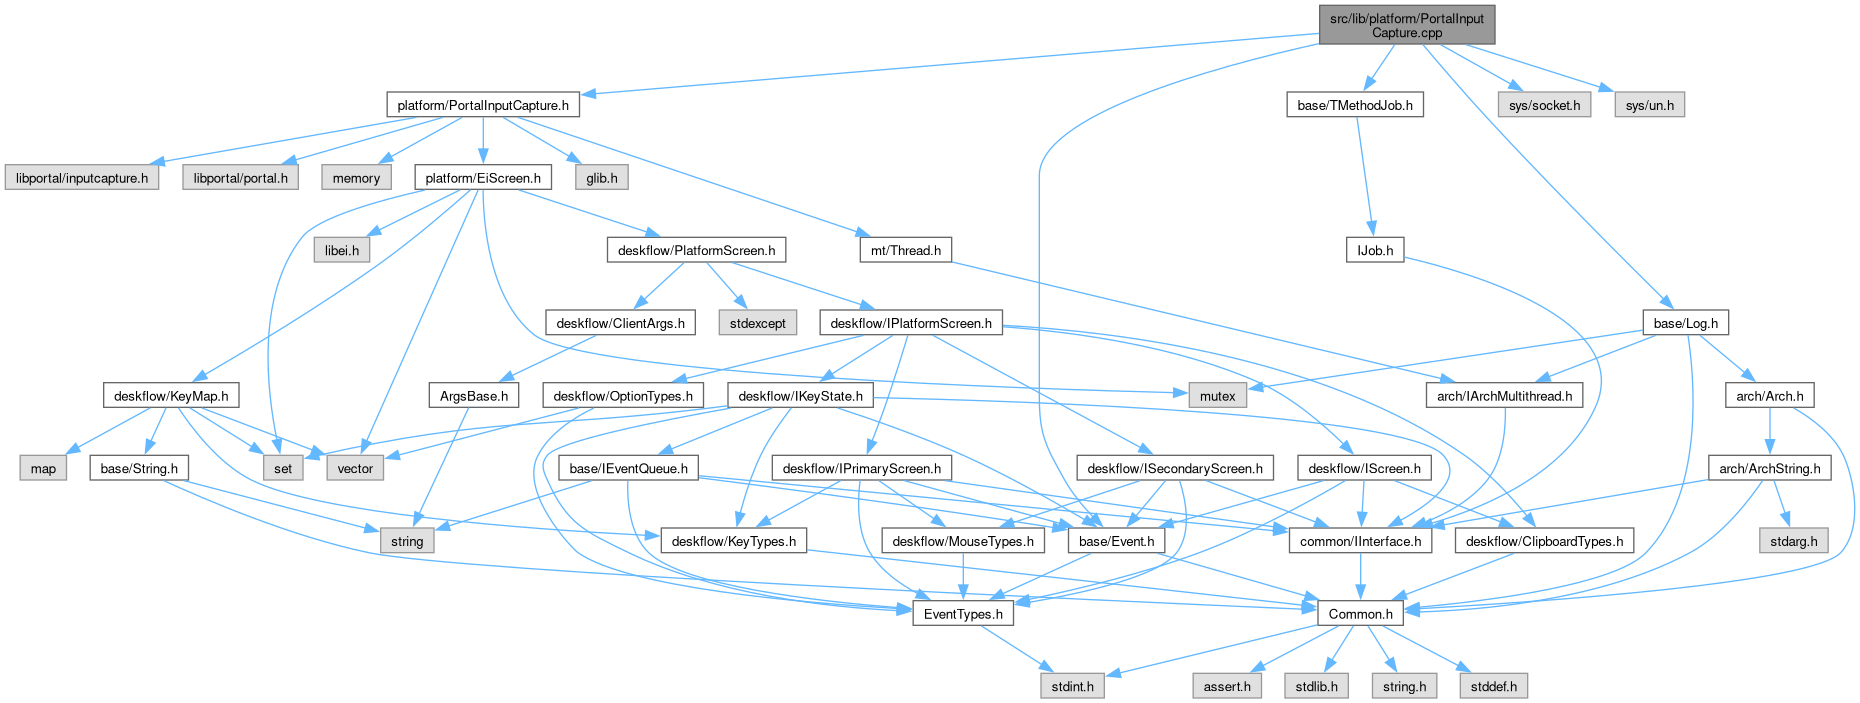 src/lib/platform/PortalInput
Capture.cpp
platform/PortalInputCapture.h
base/TMethodJob.h
sys/socket.h
sys/un.h
libportal/inputcapture.h
libportal/portal.h
memory
platform/EiScreen.h
glib.h
libei.h
deskflow/PlatformScreen.h
mt/Thread.h
IJob.h
deskflow/ClientArgs.h
stdexcept
deskflow/IPlatformScreen.h
base/Log.h
deskflow/KeyMap.h
ArgsBase.h
deskflow/OptionTypes.h
deskflow/IKeyState.h
mutex
arch/IArchMultithread.h
arch/Arch.h
map
base/String.h
set
vector
base/IEventQueue.h
deskflow/IPrimaryScreen.h
deskflow/ISecondaryScreen.h
deskflow/IScreen.h
arch/ArchString.h
string
deskflow/KeyTypes.h
deskflow/MouseTypes.h
base/Event.h
common/IInterface.h
deskflow/ClipboardTypes.h
stdarg.h
EventTypes.h
Common.h
stdint.h
assert.h
stdlib.h
string.h
stddef.h